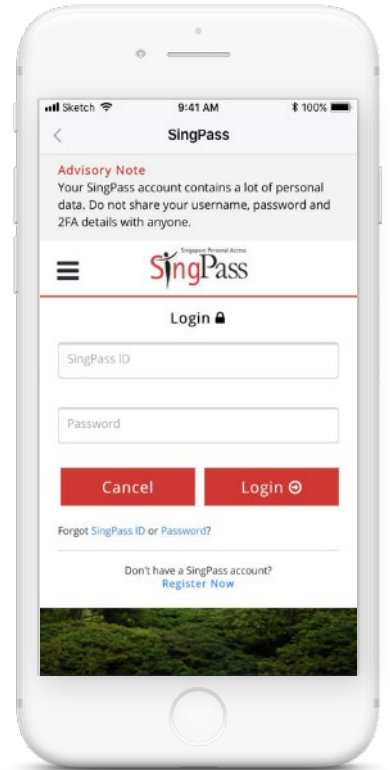 Sketch 9:41 AM 100%
SingPass
Advisory Note
Your SingPass account contains a lot of personal
data. Do not share your username, password and
2FA details with anyone.
Singapore Personal Access
SingPass
Login
SingPass ID
Password
Cancel Login
Forgot SingPass ID or Password?
Don't have a SingPass account?
Register Now